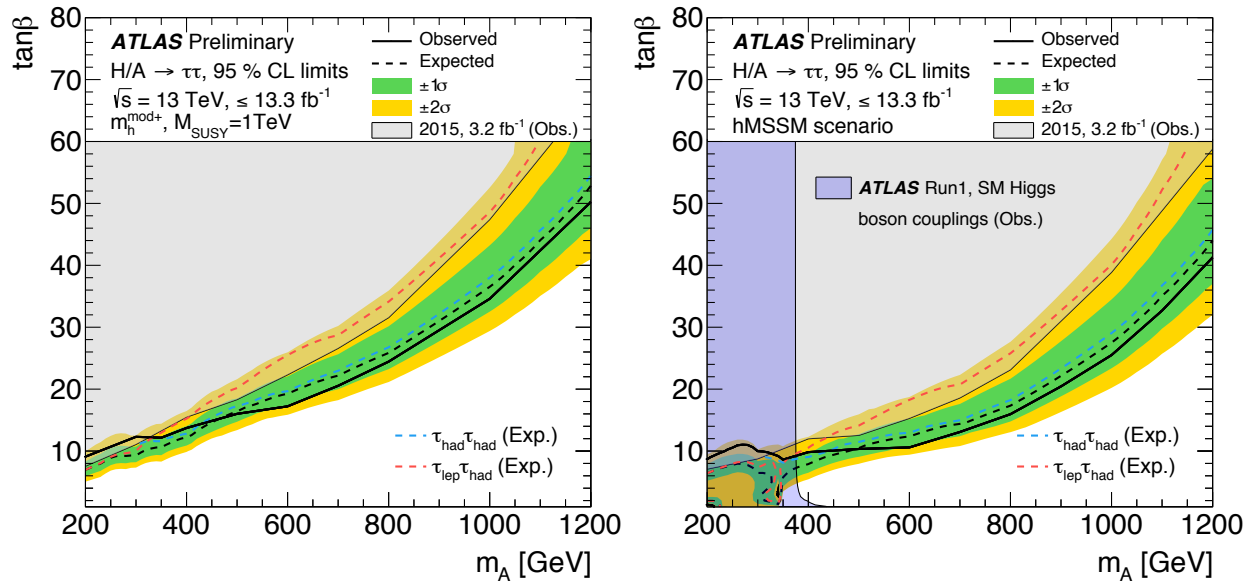 tanβ
80
70
60
50
40
30
20
10
ATLAS Preliminary
H/A → ττ, 95 % CL limits
√s = 13 TeV, ≤ 13.3 fb⁻¹
m_h^mod+, M_SUSY=1TeV
Observed
Expected
±1σ
±2σ
2015, 3.2 fb⁻¹ (Obs.)
τ_had τ_had (Exp.)
τ_lep τ_had (Exp.)
200 400 600 800 1000 1200
m_A [GeV]
tanβ
80
70
60
50
40
30
20
10
ATLAS Preliminary
H/A → ττ, 95 % CL limits
√s = 13 TeV, ≤ 13.3 fb⁻¹
hMSSM scenario
Observed
Expected
±1σ
±2σ
2015, 3.2 fb⁻¹ (Obs.)
ATLAS Run1, SM Higgs
boson couplings (Obs.)
τ_had τ_had (Exp.)
τ_lep τ_had (Exp.)
200 400 600 800 1000 1200
m_A [GeV]